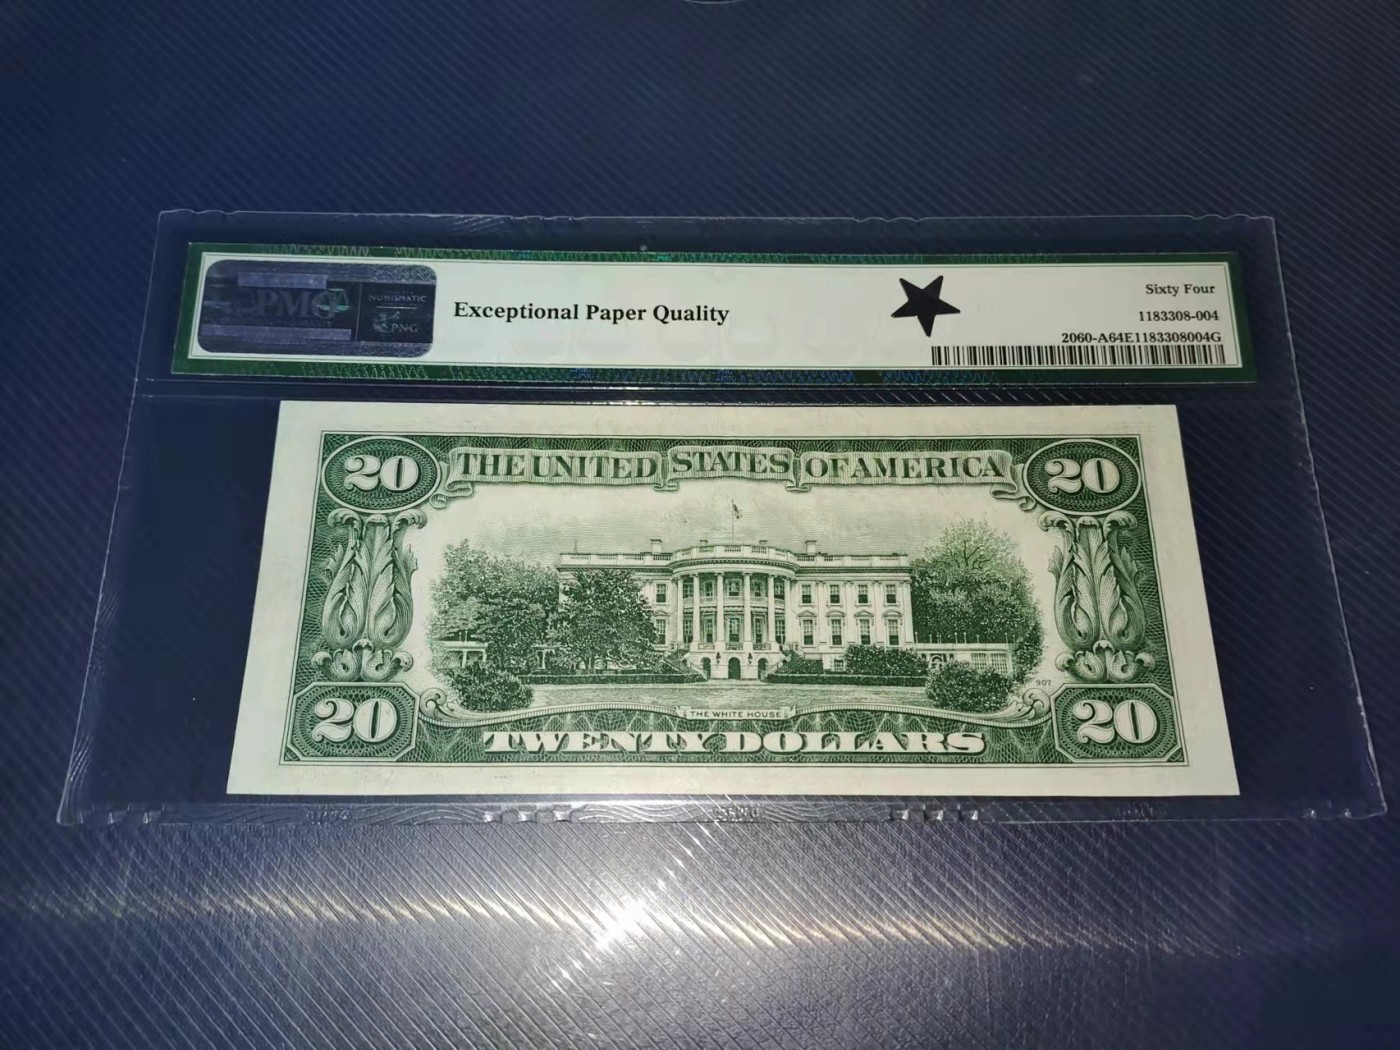 PMG
NUMISMATIC
PNG
Exceptional Paper Quality
Sixty Four
1183308-004
2060-A64E1183308004G
20 THE UNITED STATES OF AMERICA 20
907
THE WHITE HOUSE
20 TWENTY DOLLARS 20